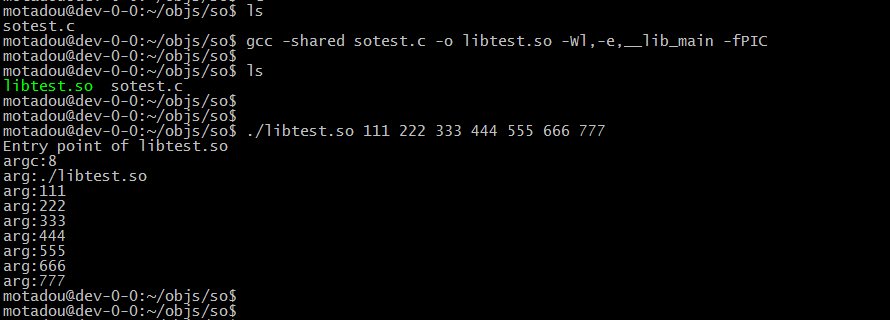 motadou@dev-0-0:~/objs/so$ ls
sotest.c
motadou@dev-0-0:~/objs/so$ gcc -shared sotest.c -o libtest.so -Wl,-e,__lib_main -fPIC
motadou@dev-0-0:~/objs/so$
motadou@dev-0-0:~/objs/so$ ls
libtest.so  sotest.c
motadou@dev-0-0:~/objs/so$
motadou@dev-0-0:~/objs/so$
motadou@dev-0-0:~/objs/so$ ./libtest.so 111 222 333 444 555 666 777
Entry point of libtest.so
argc:8
arg:./libtest.so
arg:111
arg:222
arg:333
arg:444
arg:555
arg:666
arg:777
motadou@dev-0-0:~/objs/so$
motadou@dev-0-0:~/objs/so$